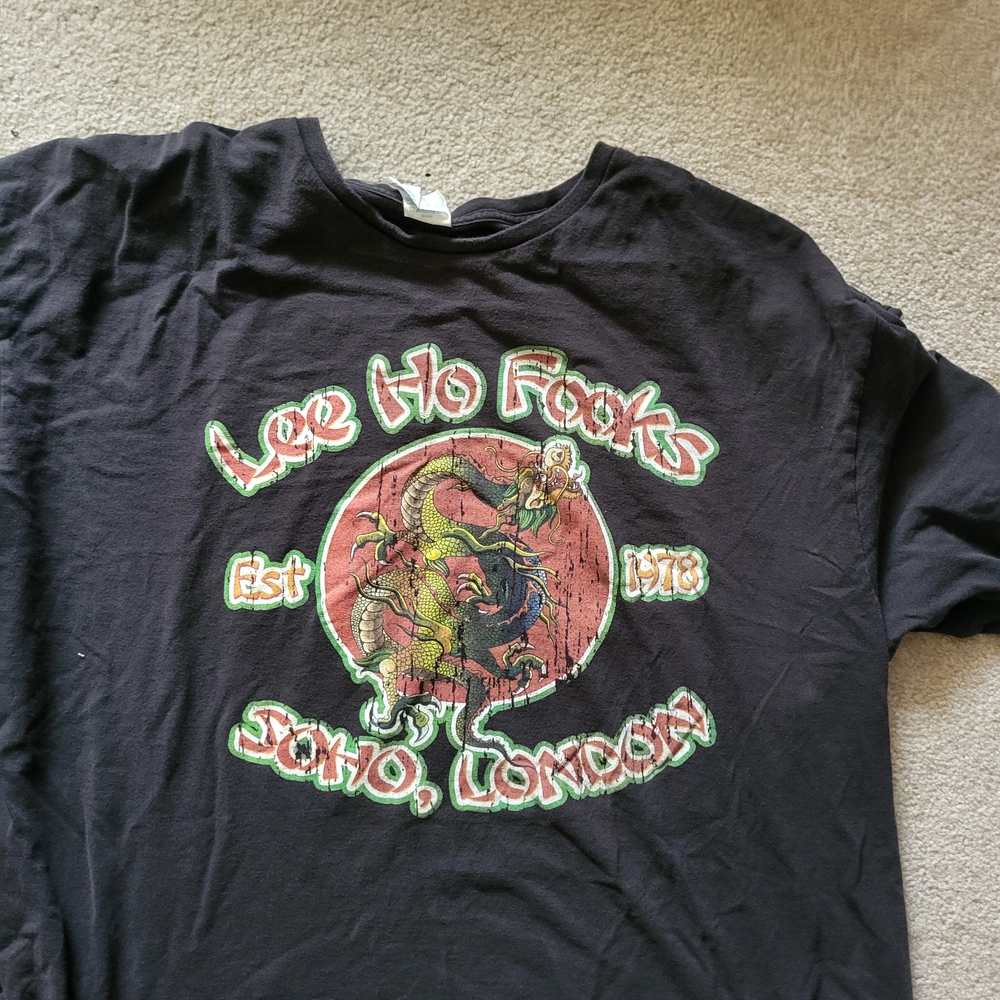 Lee Ho Fooks
Est 1978
SOHO, LONDON